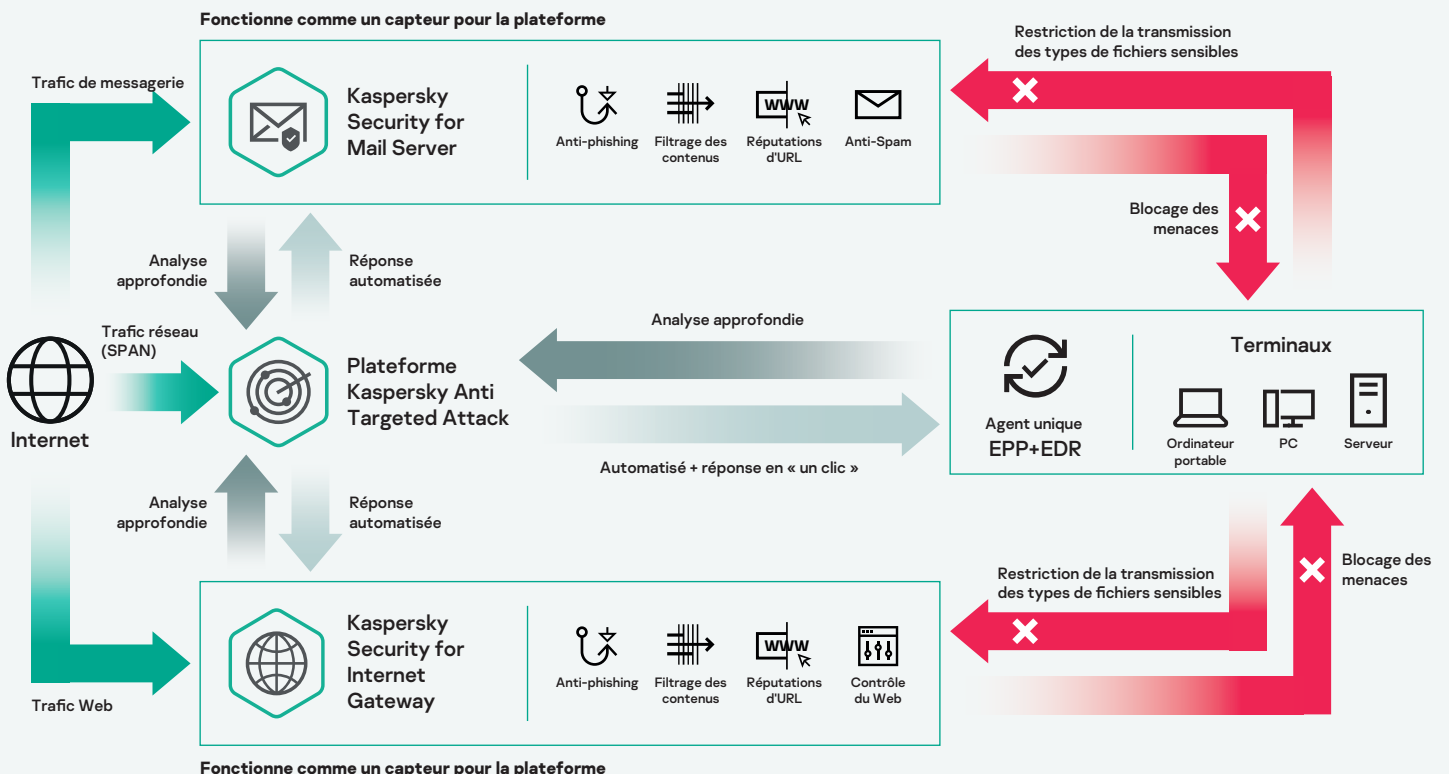 Fonctionne comme un capteur pour la plateforme
Trafic de messagerie
Kaspersky
Security for
Mail Server
Anti-phishing
Filtrage des
contenus
WWW
Réputations
d'URL
Anti-Spam
Restriction de la transmission
des types de fichiers sensibles
Blocage des
menaces
Analyse
approfondie
Réponse
automatisée
Internet
Trafic réseau
(SPAN)
Plateforme
Kaspersky Anti
Targeted Attack
Analyse approfondie
Automatisé + réponse en « un clic »
Agent unique
EPP+EDR
Terminaux
Ordinateur
portable
PC
Serveur
Analyse
approfondie
Réponse
automatisée
Restriction de la transmission
des types de fichiers sensibles
Blocage des
menaces
Trafic Web
Kaspersky
Security for
Internet
Gateway
Anti-phishing
Filtrage des
contenus
WWW
Réputations
d'URL
Contrôle
du Web
Fonctionne comme un capteur pour la plateforme